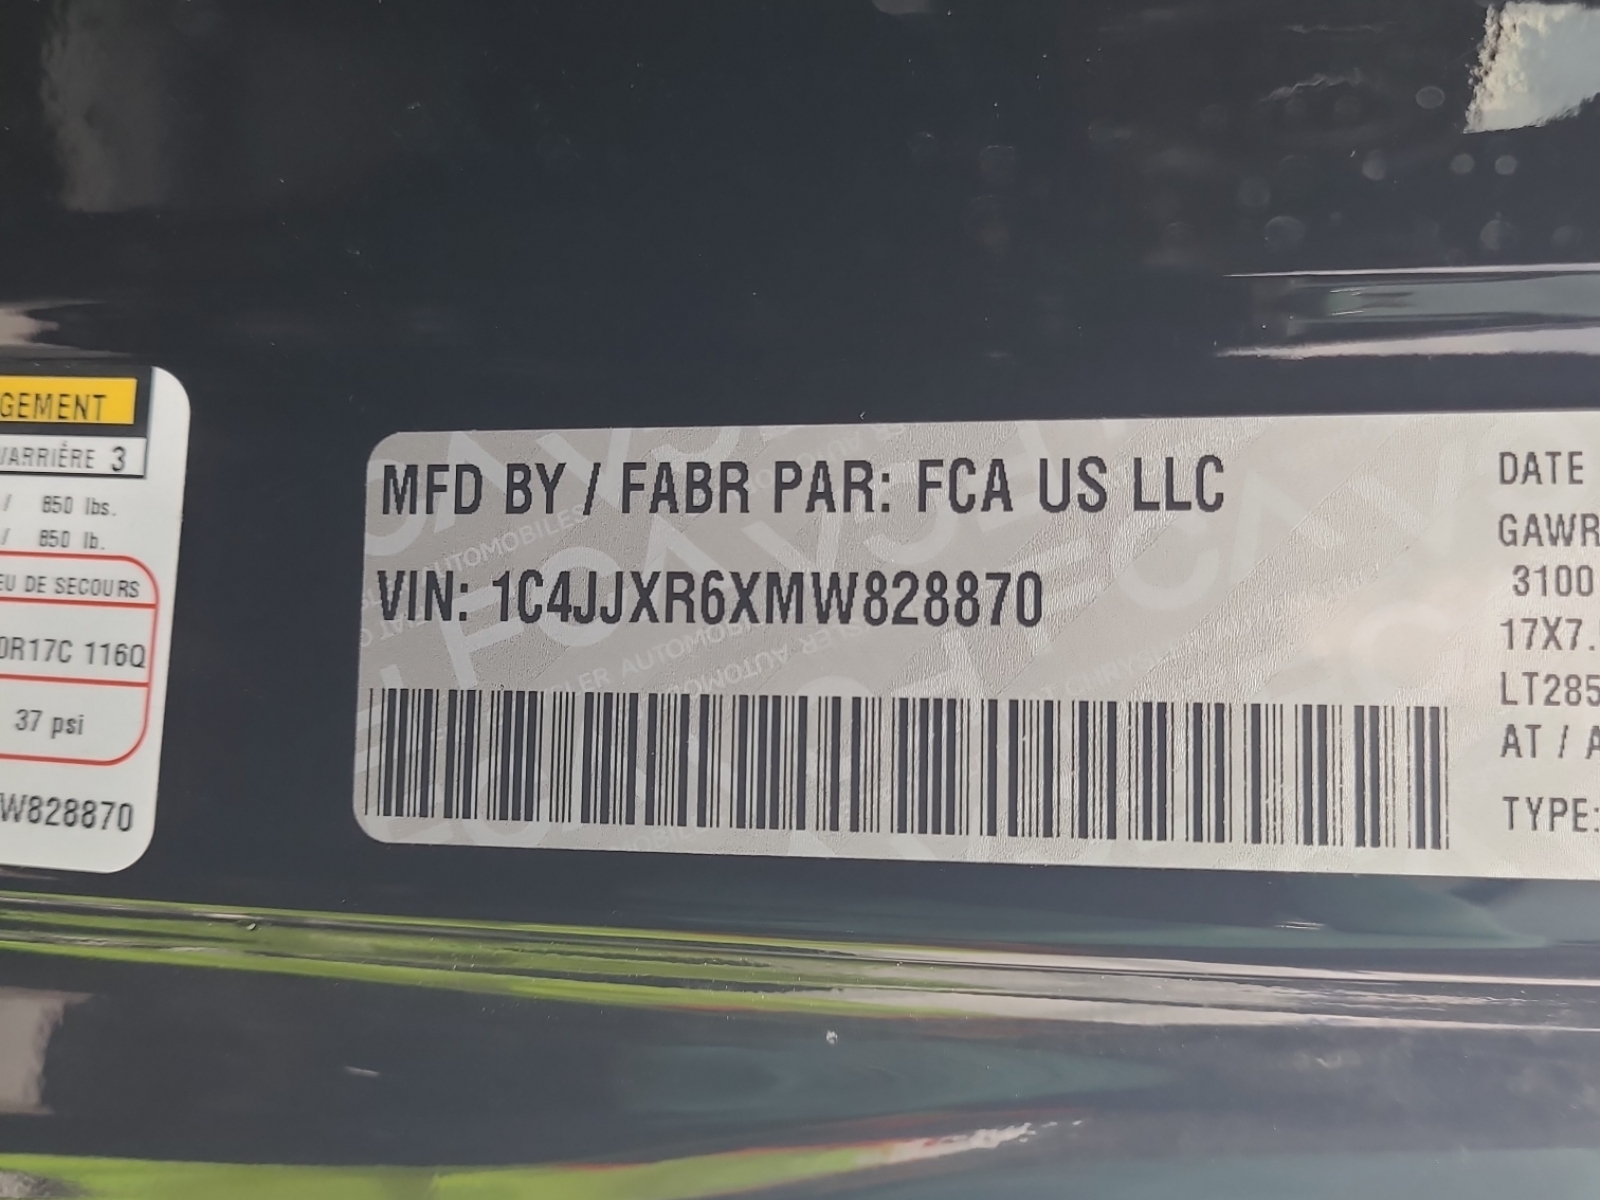 GEMENT
/ARRIÈRE 3
/ 850 lbs.
/ 850 lb.
EU DE SECOURS
0R17C 116Q
37 psi
W828870
MFD BY / FABR PAR: FCA US LLC
VIN: 1C4JJXR6XMW828870
DATE
GAWR
3100
17X7.
LT285
AT / A
TYPE: